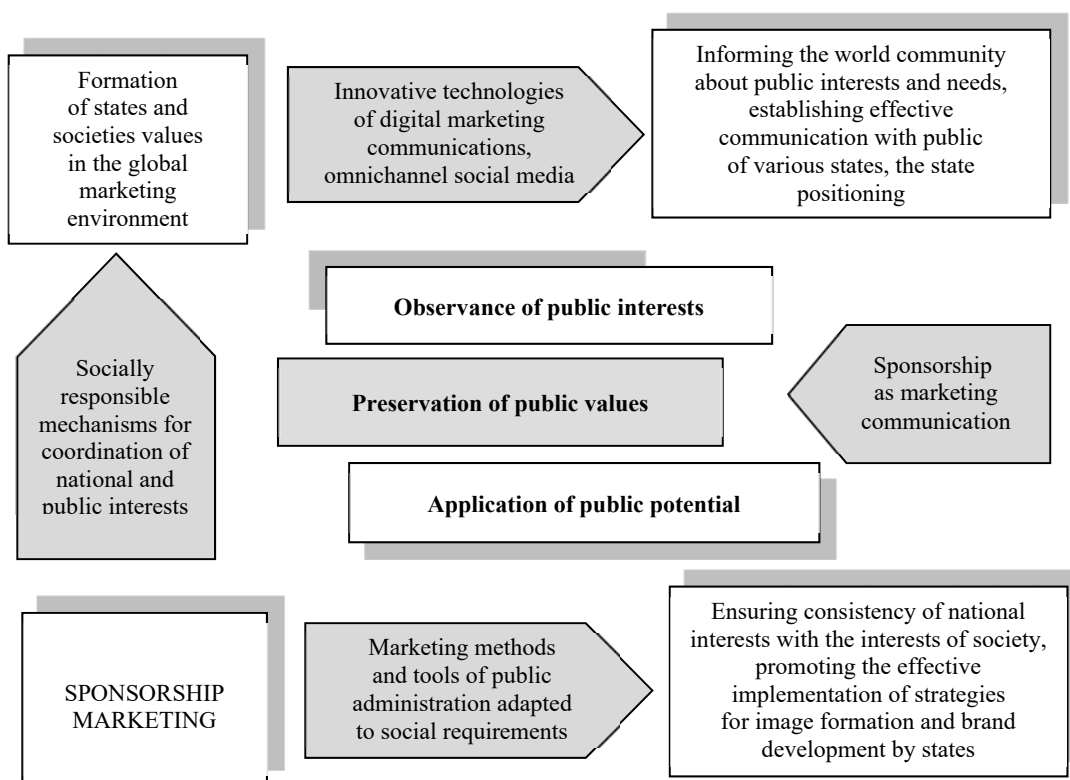 Formation
of states and
societies values
in the global
marketing
environment
Innovative technologies
of digital marketing
communications,
omnichannel social media
Informing the world community
about public interests and needs,
establishing effective
communication with public
of various states, the state
positioning
Observance of public interests
Socially
responsible
mechanisms for
coordination of
national and
public interests
Preservation of public values
Sponsorship
as marketing
communication
Application of public potential
SPONSORSHIP
MARKETING
Marketing methods
and tools of public
administration adapted
to social requirements
Ensuring consistency of national
interests with the interests of society,
promoting the effective
implementation of strategies
for image formation and brand
development by states